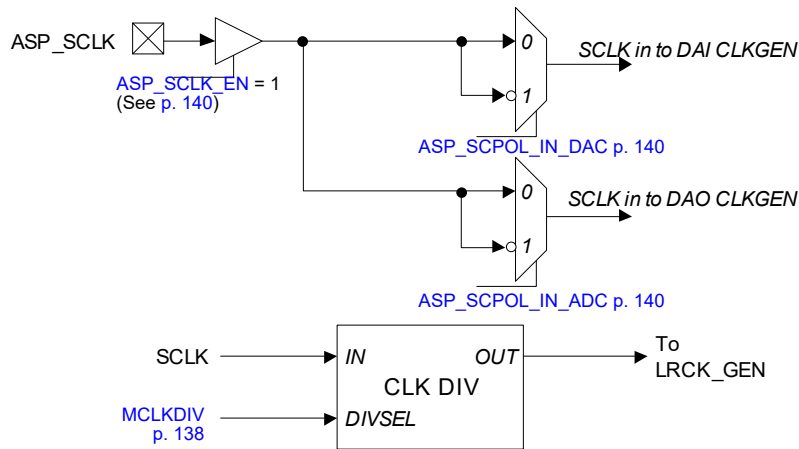 ASP_SCLK
ASP_SCLK_EN = 1
(See p. 140)
0
1
SCLK in to DAI CLKGEN
ASP_SCPOL_IN_DAC p. 140
0
1
SCLK in to DAO CLKGEN
ASP_SCPOL_IN_ADC p. 140
SCLK
IN
OUT
To
LRCK_GEN
CLK DIV
MCLKDIV
p. 138
DIVSEL